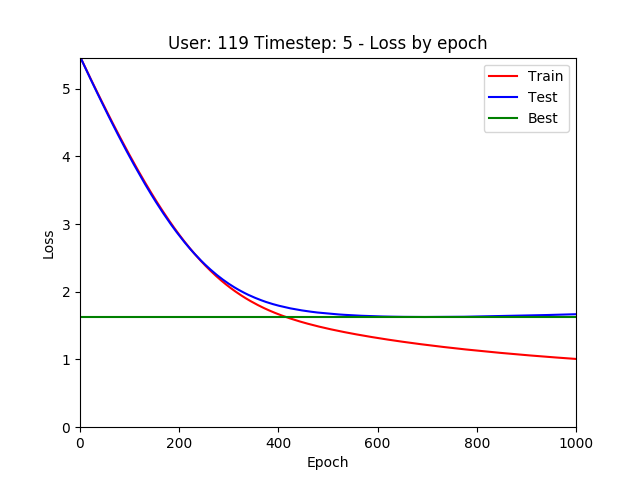 User: 119 Timestep: 5 - Loss by epoch
Train
Test
Best
Loss
5
4
3
2
1
0
0 200 400 600 800 1000
Epoch